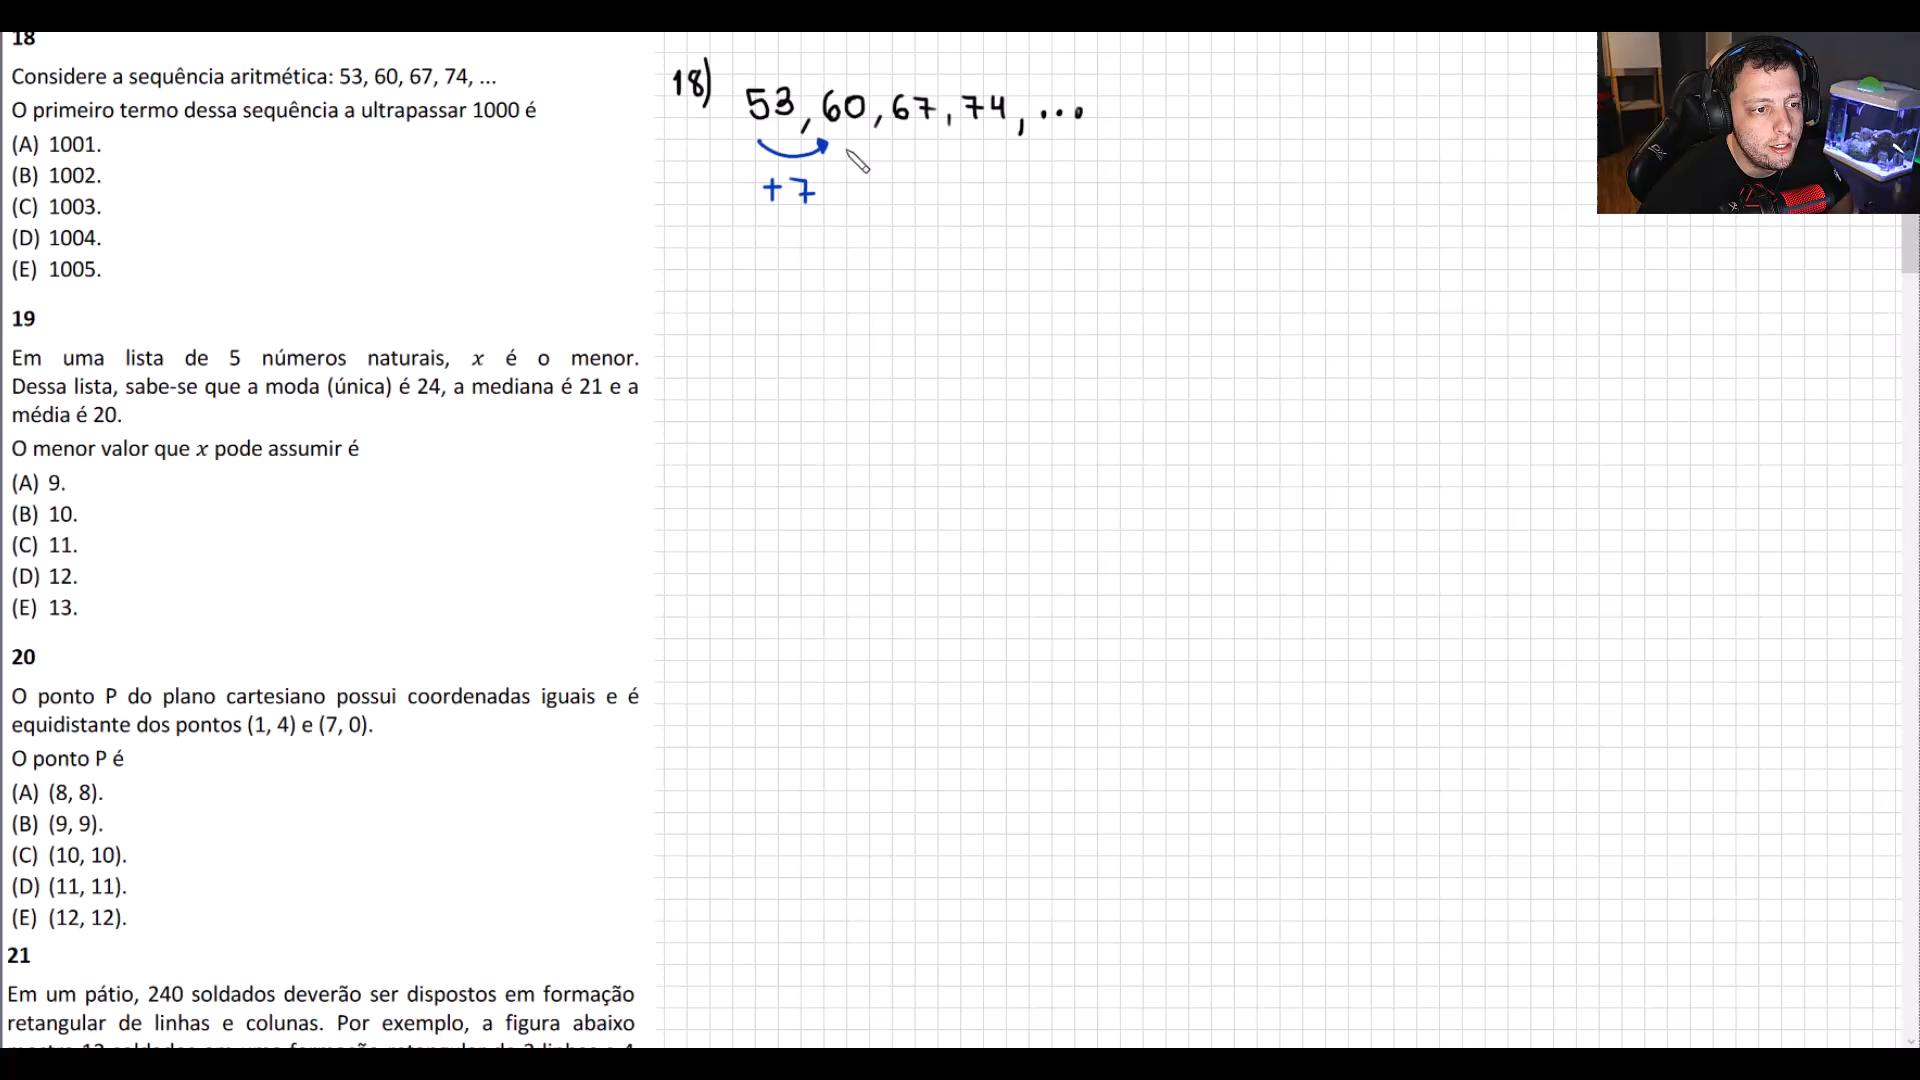 18
Considere a sequência aritmética: 53, 60, 67, 74, ...
O primeiro termo dessa sequência a ultrapassar 1000 é
(A) 1001.
(B) 1002.
(C) 1003.
(D) 1004.
(E) 1005.
19
Em uma lista de 5 números naturais, x é o menor.
Dessa lista, sabe-se que a moda (única) é 24, a mediana é 21 e a
média é 20.
O menor valor que x pode assumir é
(A) 9.
(B) 10.
(C) 11.
(D) 12.
(E) 13.
20
O ponto P do plano cartesiano possui coordenadas iguais e é
equidistante dos pontos (1, 4) e (7, 0).
O ponto P é
(A) (8, 8).
(B) (9, 9).
(C) (10, 10).
(D) (11, 11).
(E) (12, 12).
21
Em um pátio, 240 soldados deverão ser dispostos em formação
retangular de linhas e colunas. Por exemplo, a figura abaixo
18) 53, 60, 67, 74, ...
+7